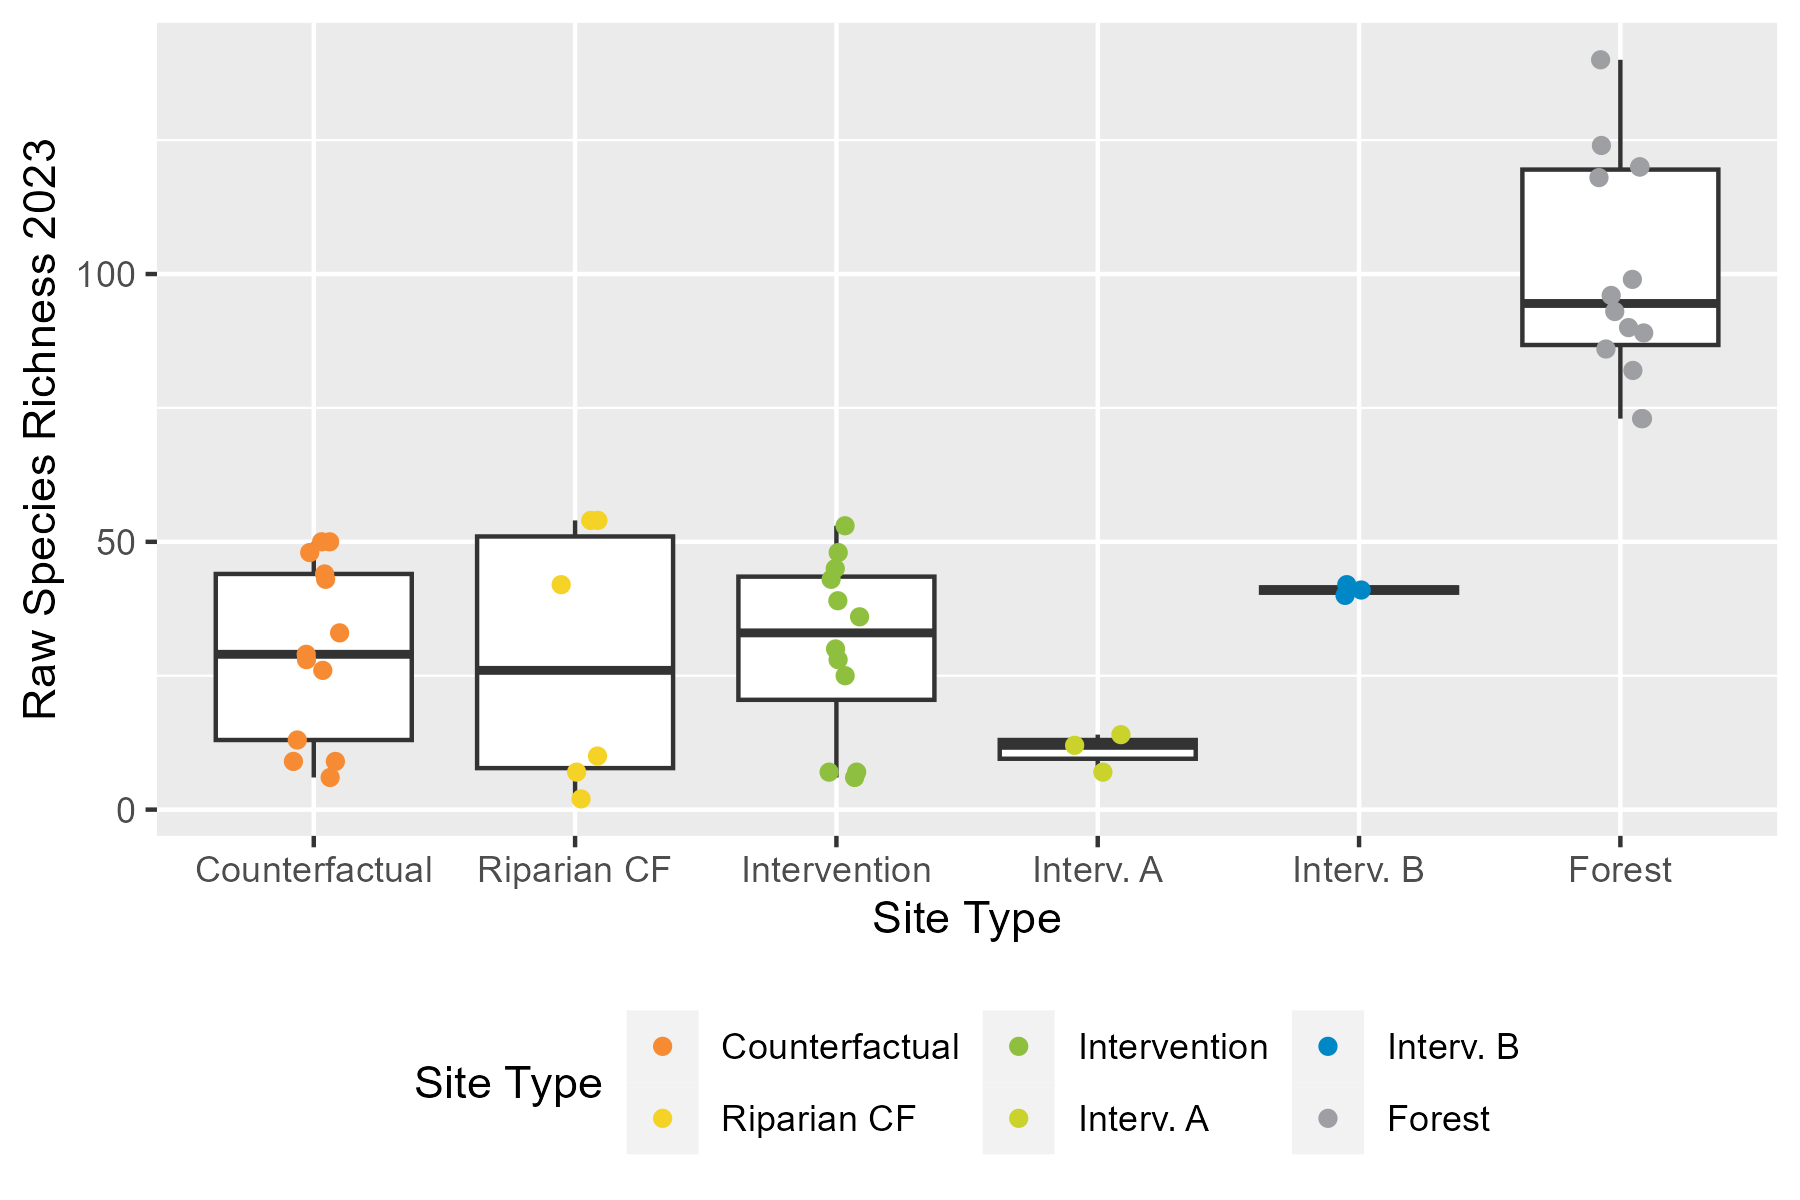 Raw Species Richness 2023
100
50
0
Counterfactual Riparian CF Intervention Interv. A Interv. B Forest
Site Type
Site Type
Counterfactual Intervention Interv. B
Riparian CF Interv. A Forest